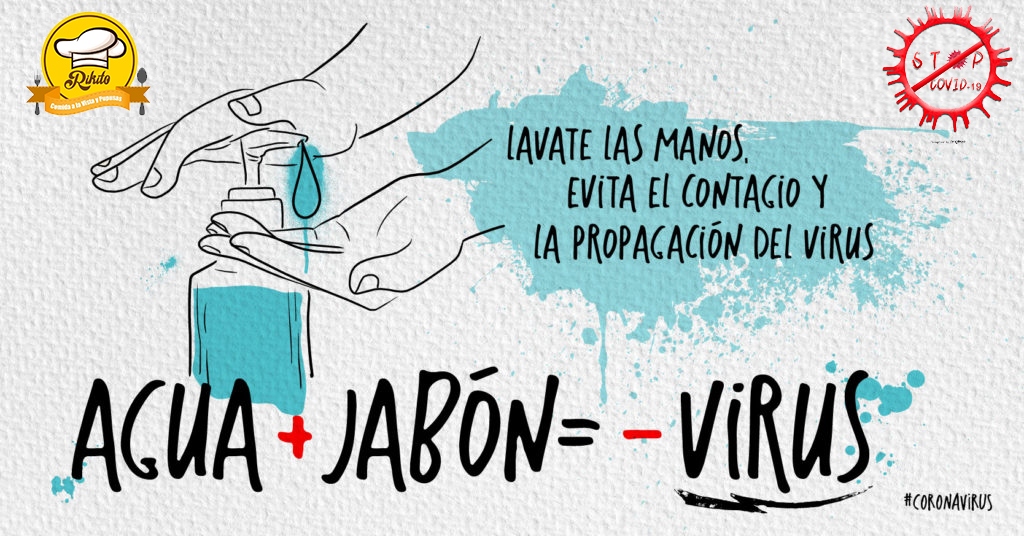 Rikito
Comida a la Vista y Pupusas
STOP
COVID-19
LAVATE LAS MANOS,
EVITA EL CONTAGIO Y
LA PROPAGACIÓN DEL VIRUS
AGUA + JABÓN = - VIRUS
#CORONAVIRUS